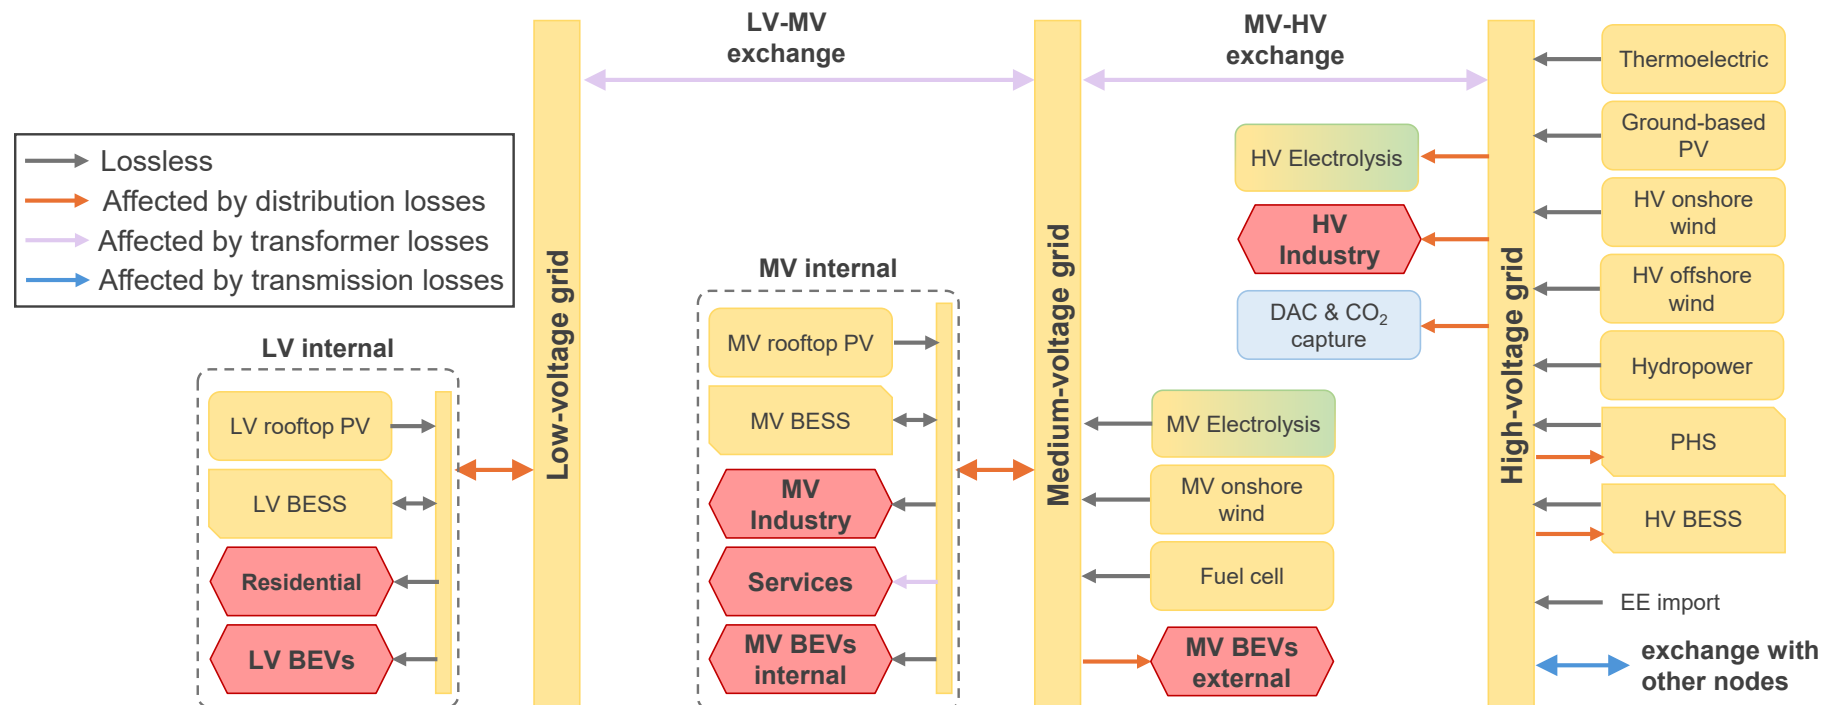 LV-MV
exchange
MV-HV
exchange
Lossless
Affected by distribution losses
Affected by transformer losses
Affected by transmission losses
LV internal
LV rooftop PV
LV BESS
Residential
LV BEVs
Low-voltage grid
MV internal
MV rooftop PV
MV BESS
MV
Industry
Services
MV BEVs
internal
Medium-voltage grid
HV Electrolysis
HV
Industry
DAC & CO₂
capture
MV Electrolysis
MV onshore
wind
Fuel cell
MV BEVs
external
High-voltage grid
Thermoelectric
Ground-based
PV
HV onshore
wind
HV offshore
wind
Hydropower
PHS
HV BESS
EE import
exchange with
other nodes